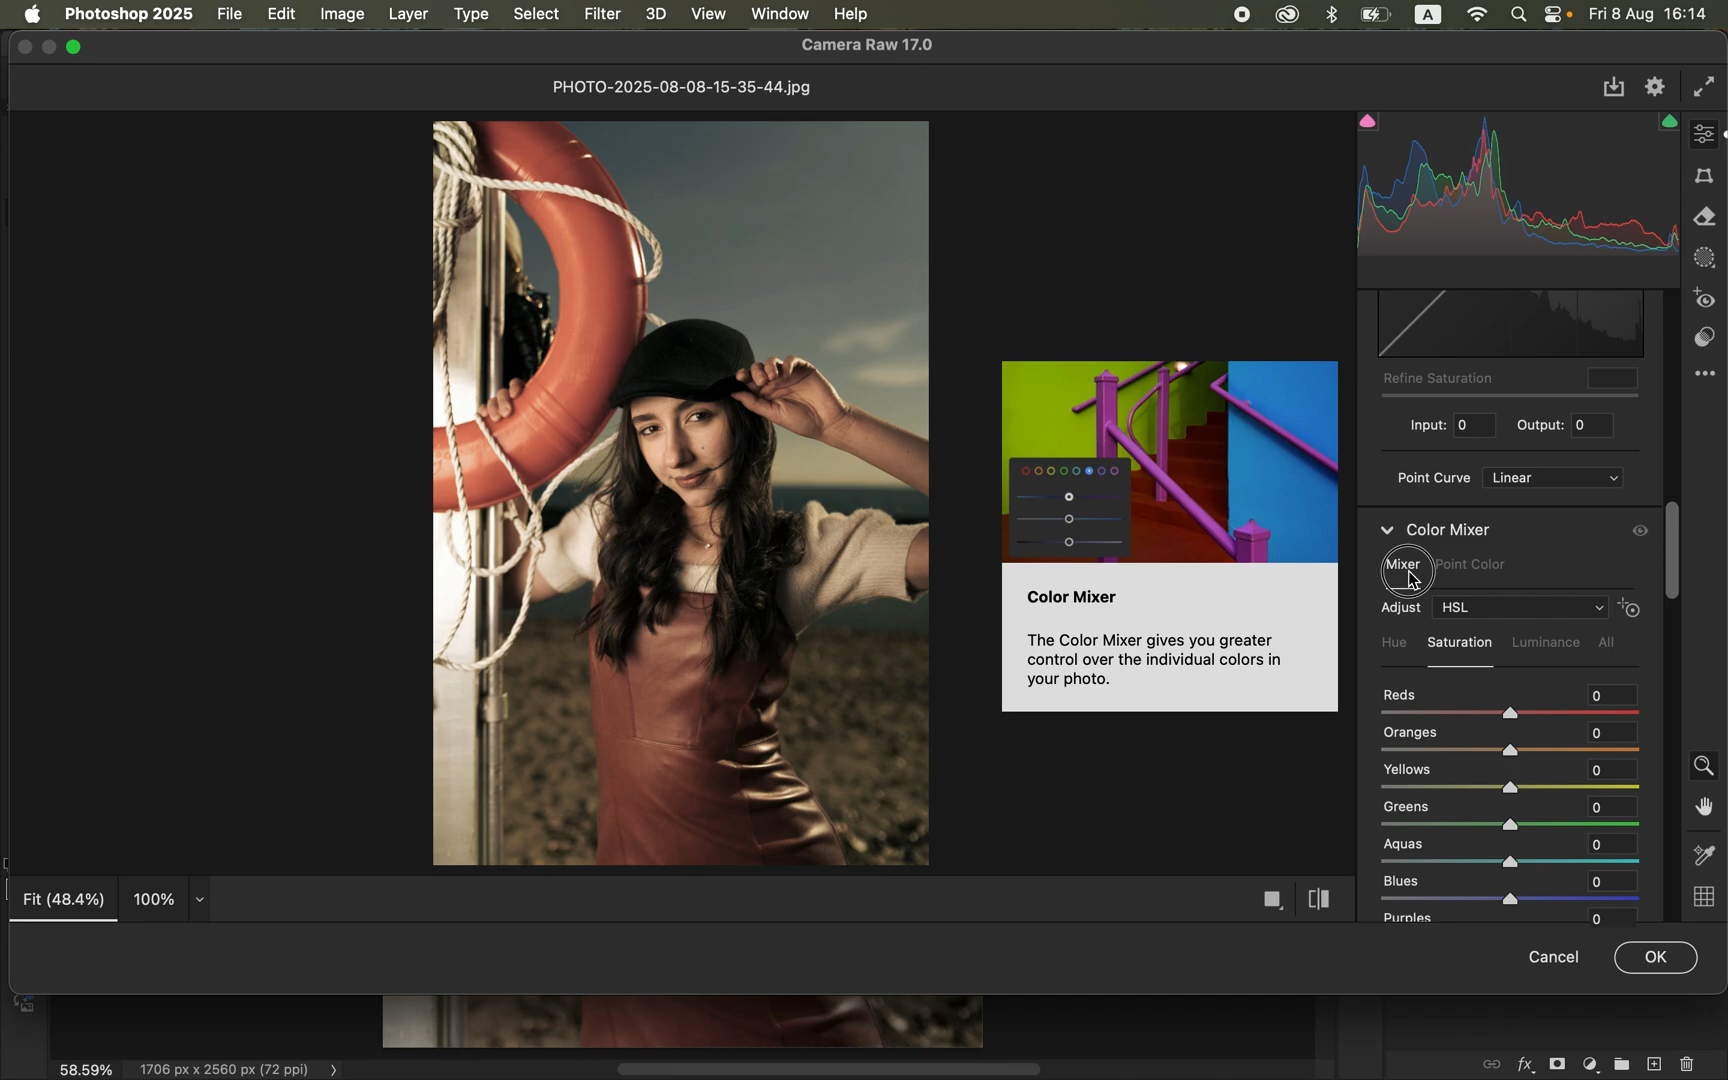 Photoshop 2025 File Edit Image Layer Type Select Filter 3D View Window Help A Fri 8 Aug 16:14
Camera Raw 17.0
PHOTO-2025-08-08-15-35-44.jpg
Refine Saturation
Input: 0 Output: 0
Point Curve Linear
Color Mixer
Mixer Point Color
Adjust HSL
Hue Saturation Luminance All
Reds 0
Oranges 0
Yellows 0
Greens 0
Aquas 0
Blues 0
Purples 0
Color Mixer
The Color Mixer gives you greater
control over the individual colors in
your photo.
Fit (48.4%) 100%
Cancel OK
58.59% 1706 px x 2560 px (72 ppi)
fx